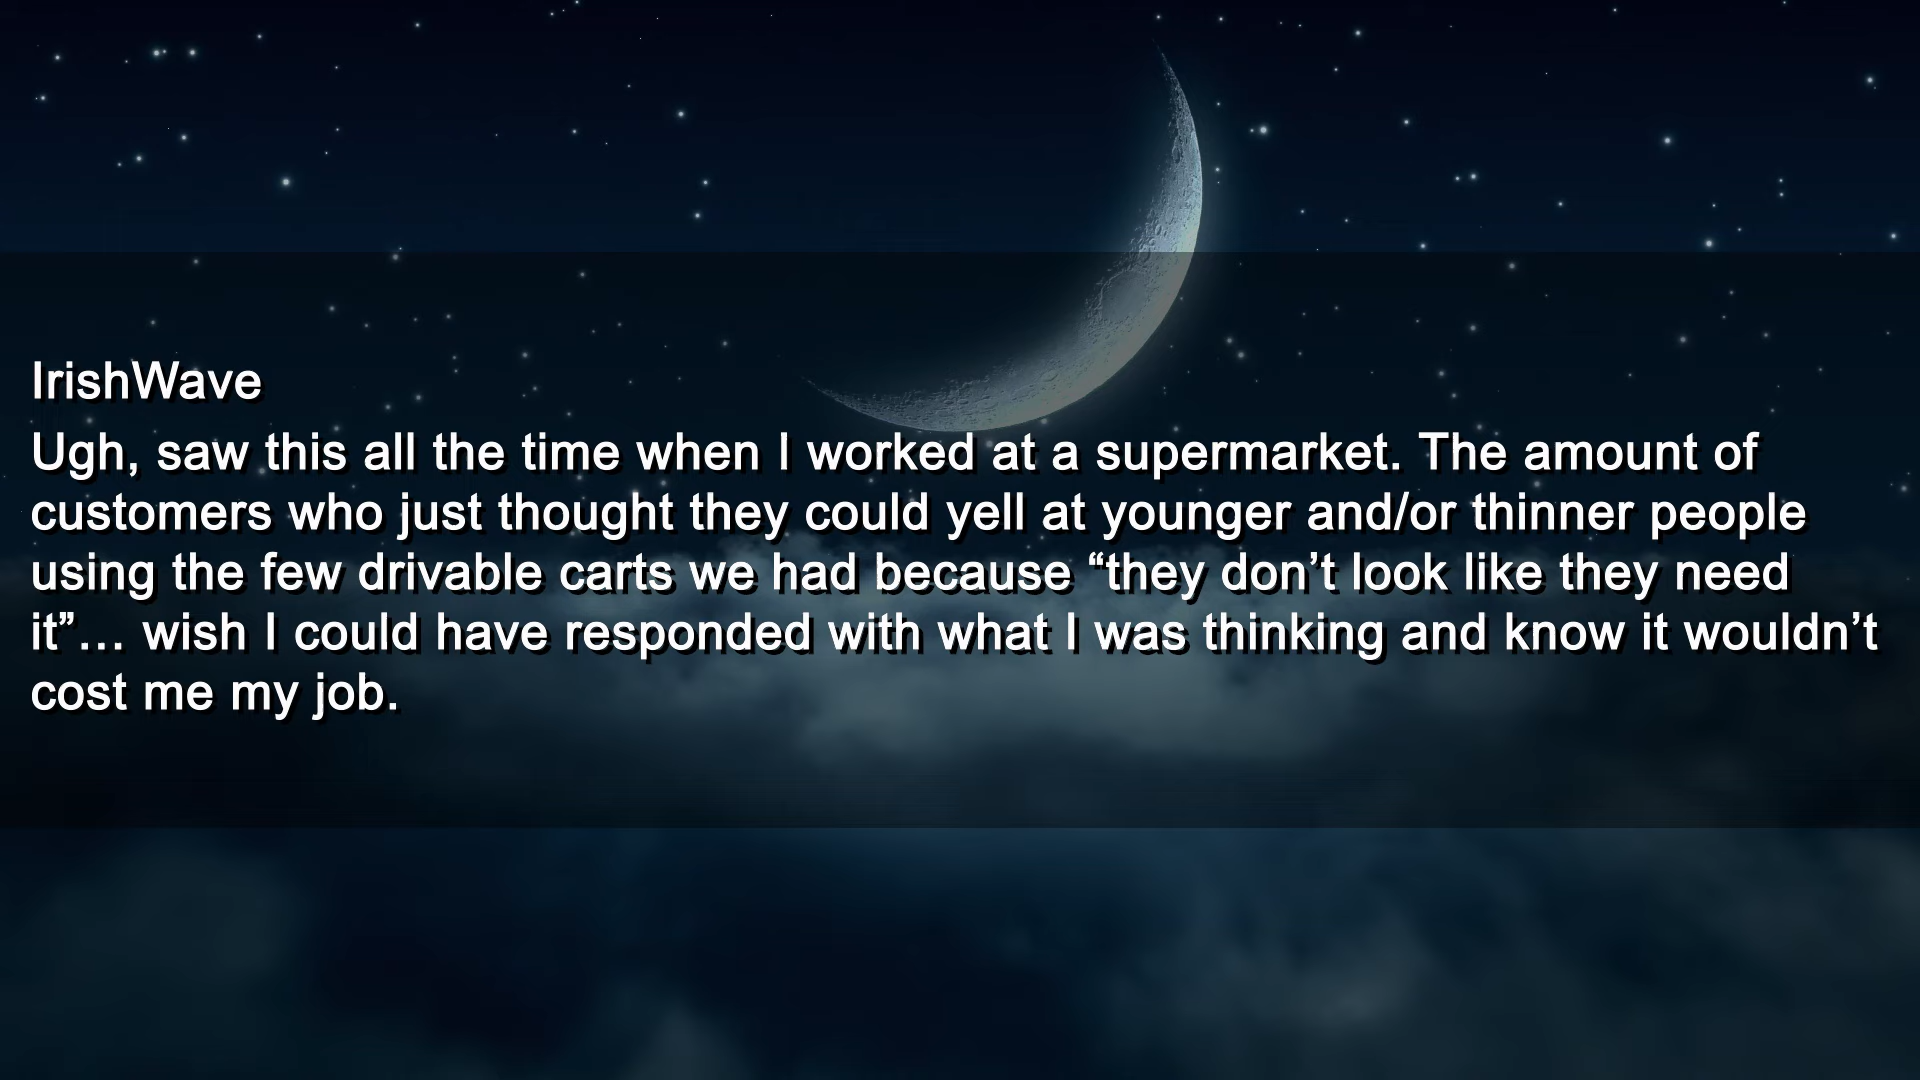 IrishWave
Ugh, saw this all the time when I worked at a supermarket. The amount of
customers who just thought they could yell at younger and/or thinner people
using the few drivable carts we had because “they don’t look like they need
it”… wish I could have responded with what I was thinking and know it wouldn’t
cost me my job.